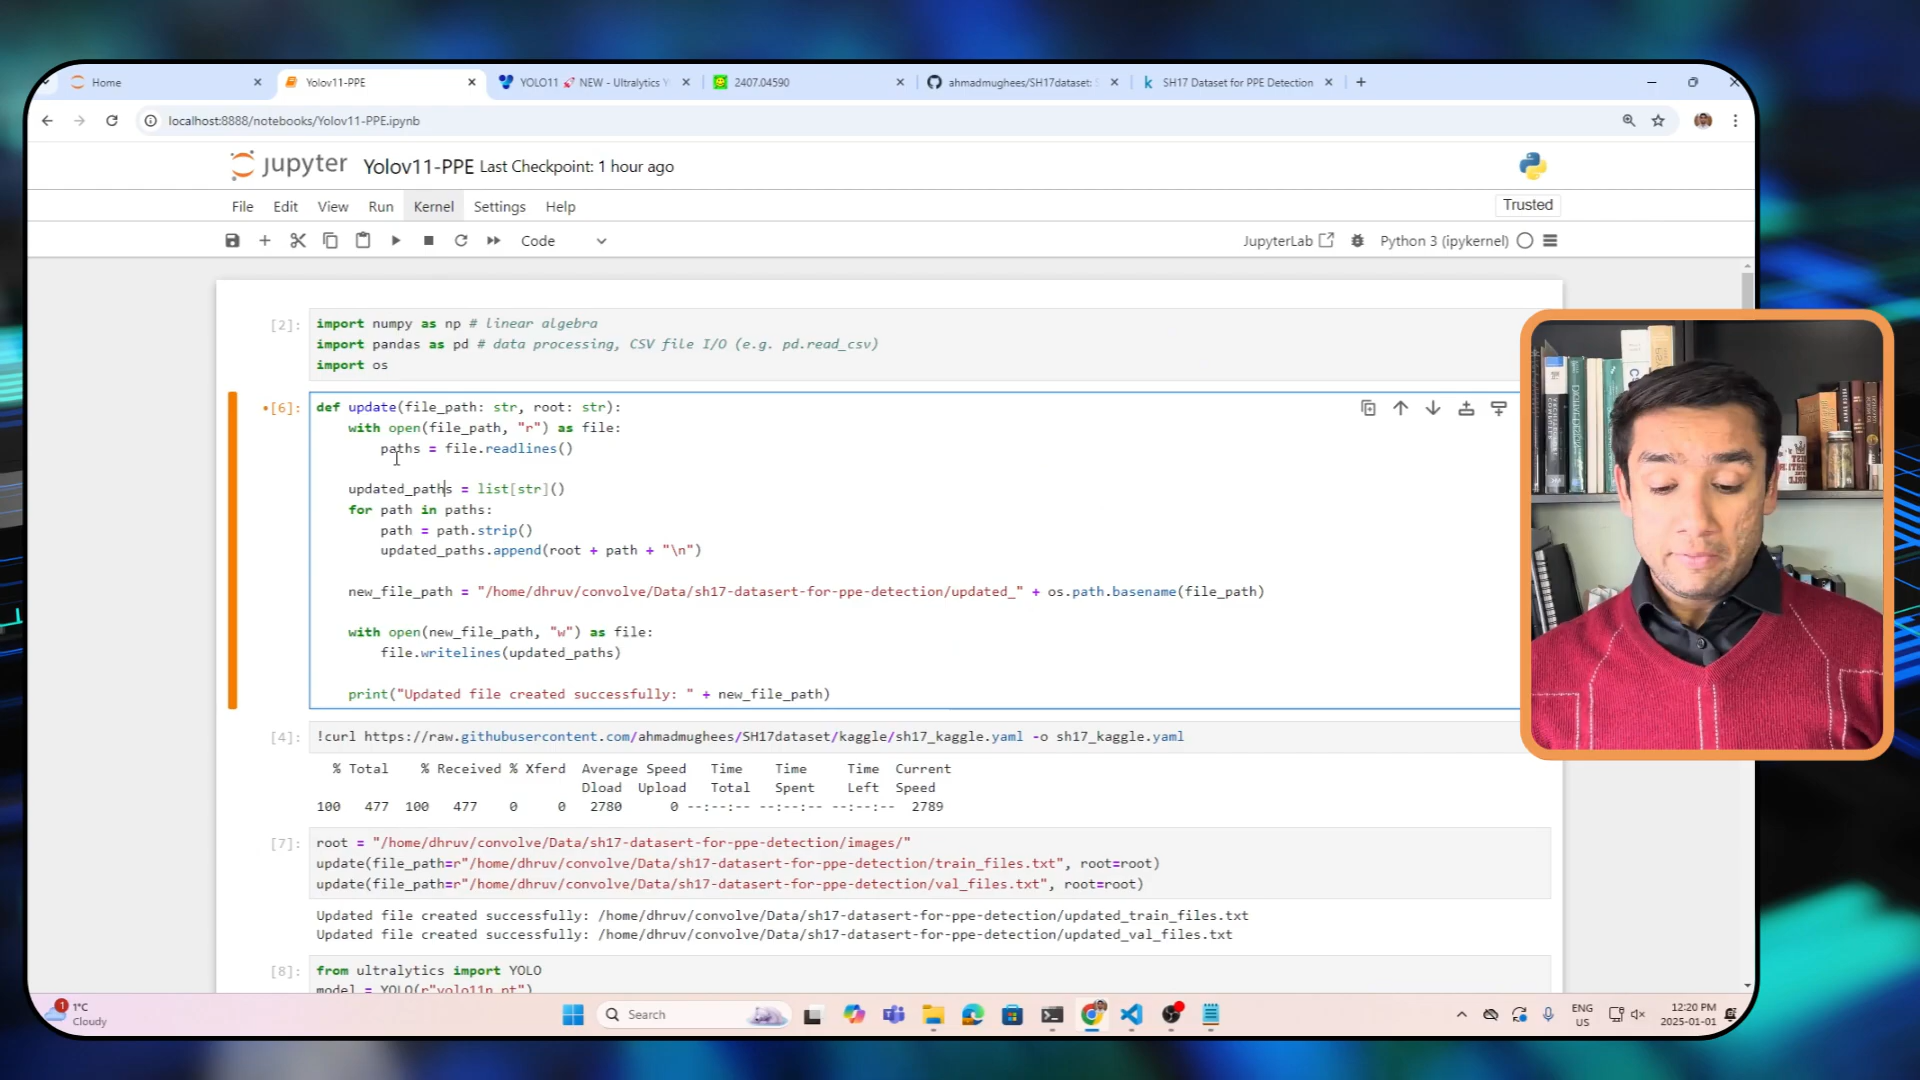 Home
Yolov11-PPE
YOLO11 🚀 NEW - Ultralytics Y
2407.04590
ahmadmughees/SH17dataset: S
SH17 Dataset for PPE Detection
localhost:8888/notebooks/Yolov11-PPE.ipynb
jupyter Yolov11-PPE Last Checkpoint: 1 hour ago
File Edit View Run Kernel Settings Help
Trusted
Code
JupyterLab
Python 3 (ipykernel)
[2]:
import numpy as np # linear algebra
import pandas as pd # data processing, CSV file I/O (e.g. pd.read_csv)
import os
•[6]:
def update(file_path: str, root: str):
with open(file_path, "r") as file:
paths = file.readlines()
updated_paths = list[str]()
for path in paths:
path = path.strip()
updated_paths.append(root + path + "\n")
new_file_path = "/home/dhruv/convolve/Data/sh17-datasert-for-ppe-detection/updated_" + os.path.basename(file_path)
with open(new_file_path, "w") as file:
file.writelines(updated_paths)
print("Updated file created successfully: " + new_file_path)
[4]:
!curl https://raw.githubusercontent.com/ahmadmughees/SH17dataset/kaggle/sh17_kaggle.yaml -o sh17_kaggle.yaml
% Total % Received % Xferd Average Speed Time Time Time Current
Dload Upload Total Spent Left Speed
100 477 100 477 0 0 2780 0 --:--:-- --:--:-- --:--:-- 2789
[7]:
root = "/home/dhruv/convolve/Data/sh17-datasert-for-ppe-detection/images/"
update(file_path=r"/home/dhruv/convolve/Data/sh17-datasert-for-ppe-detection/train_files.txt", root=root)
update(file_path=r"/home/dhruv/convolve/Data/sh17-datasert-for-ppe-detection/val_files.txt", root=root)
Updated file created successfully: /home/dhruv/convolve/Data/sh17-datasert-for-ppe-detection/updated_train_files.txt
Updated file created successfully: /home/dhruv/convolve/Data/sh17-datasert-for-ppe-detection/updated_val_files.txt
[8]:
from ultralytics import YOLO
model = YOLO(r"yolo11n.pt")
1
1°C
Cloudy
Search
ENG
US
12:20 PM
2025-01-01